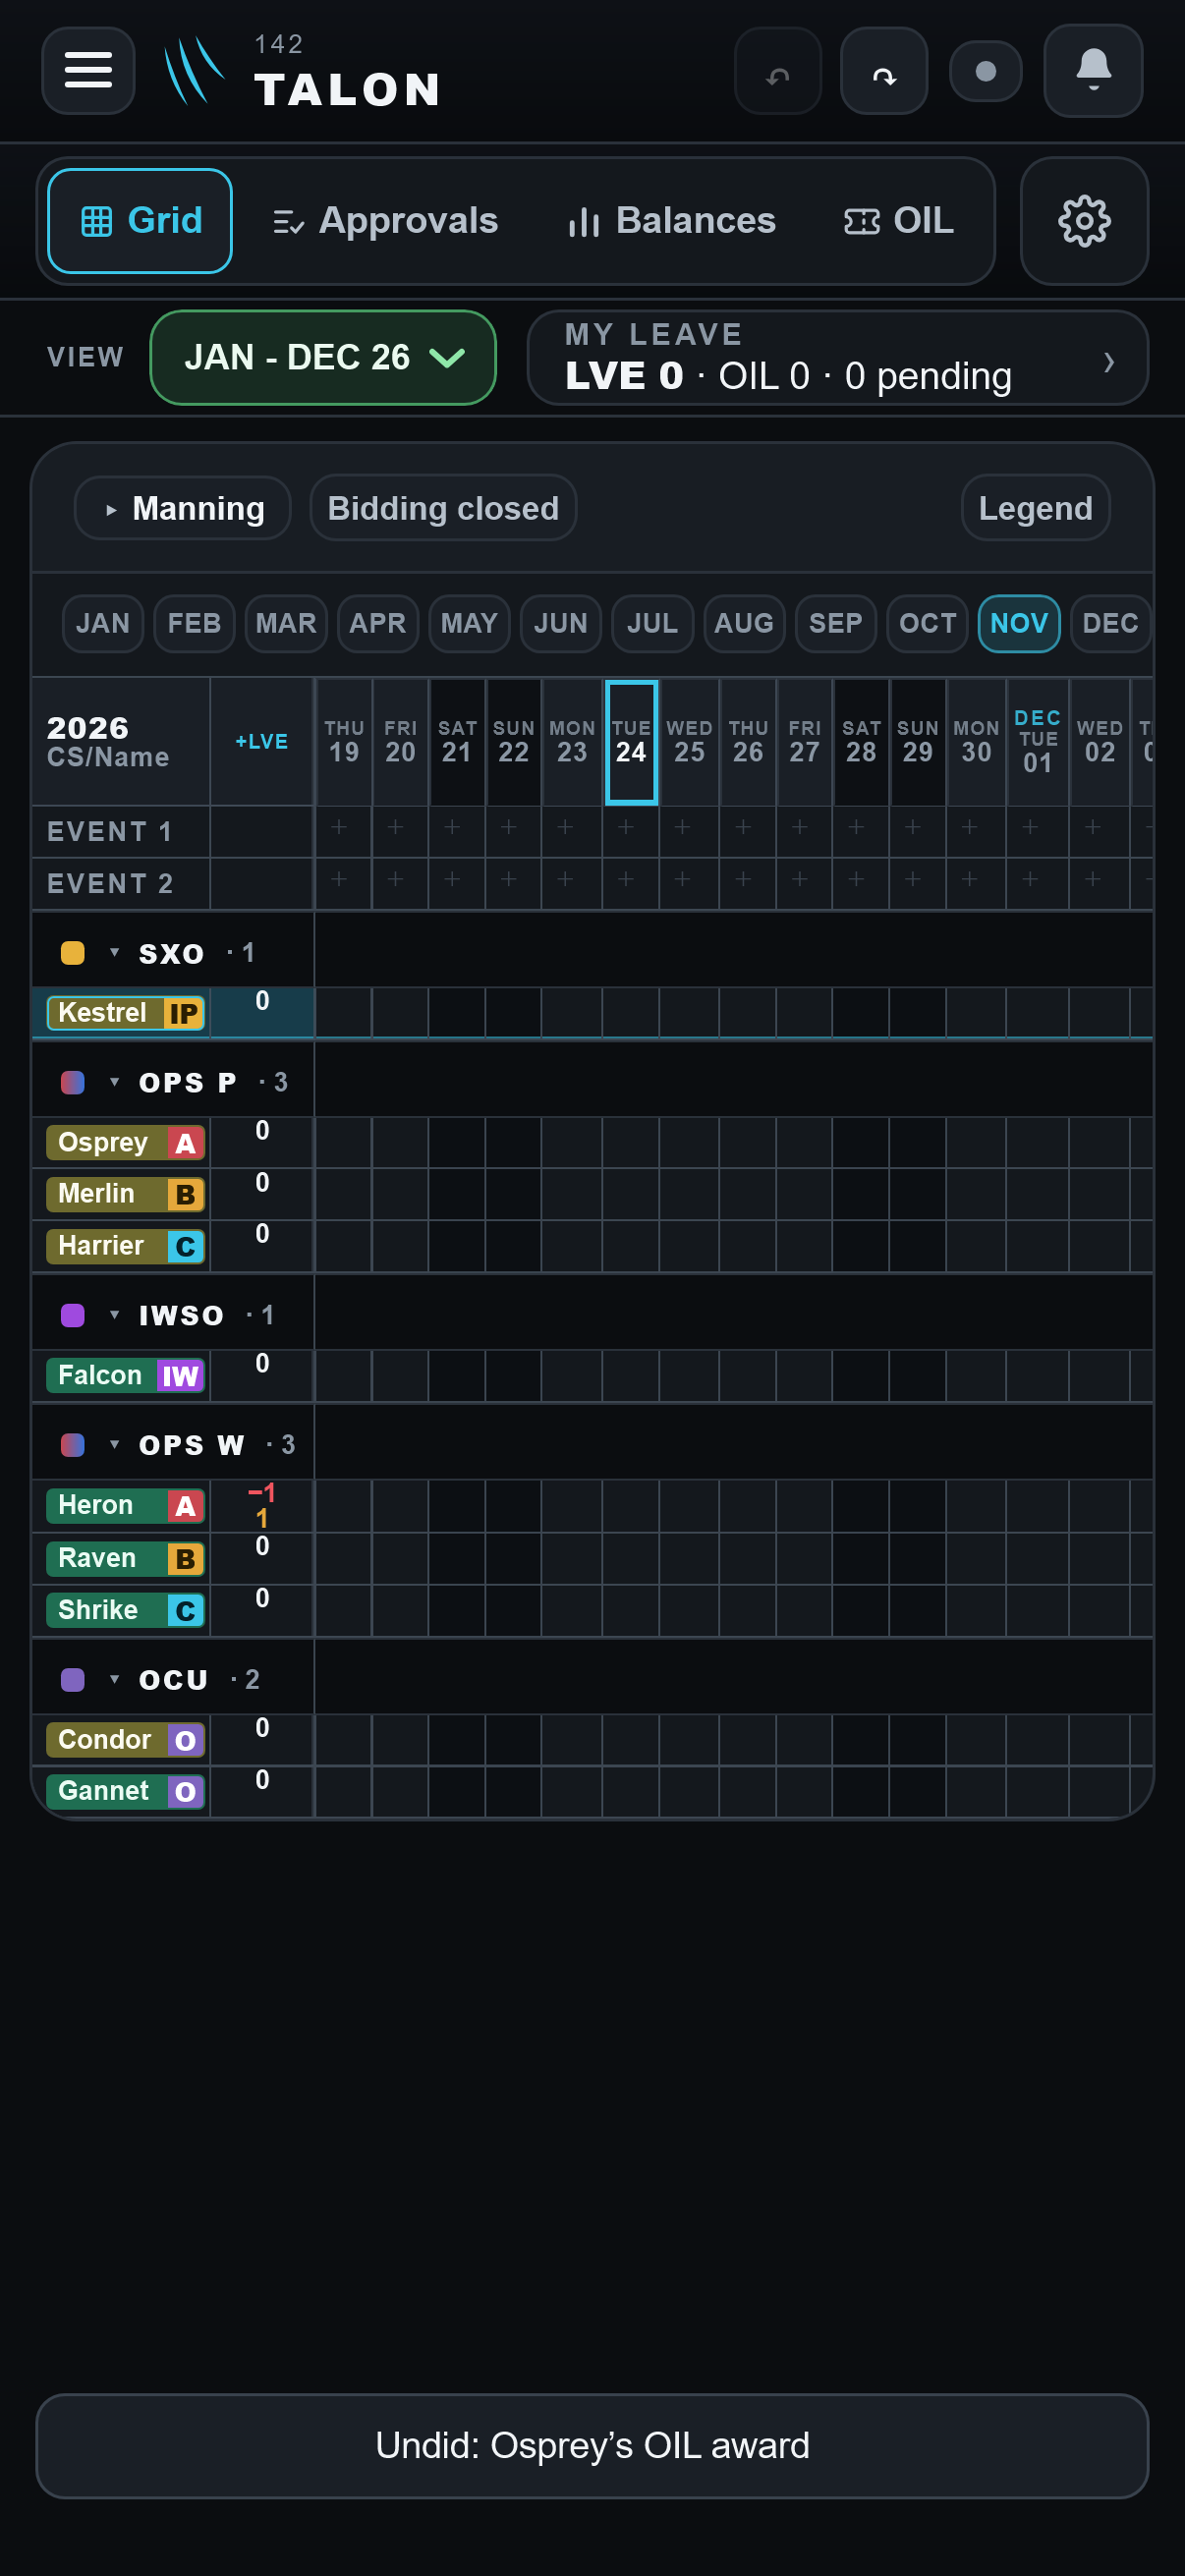 142
TALON
Grid
Approvals
Balances
OIL
VIEW
JAN - DEC 26
MY LEAVE
LVE 0 · OIL 0 · 0 pending
Manning
Bidding closed
Legend
JAN FEB MAR APR MAY JUN JUL AUG SEP OCT NOV DEC
2026
CS/Name
+LVE
THU 19
FRI 20
SAT 21
SUN 22
MON 23
TUE 24
WED 25
THU 26
FRI 27
SAT 28
SUN 29
MON 30
DEC TUE 01
WED 02
EVENT 1 + + + + + + + + + + + + + +
EVENT 2 + + + + + + + + + + + + + +
SXO · 1
Kestrel IP 0
OPS P · 3
Osprey A 0
Merlin B 0
Harrier C 0
IWSO · 1
Falcon IW 0
OPS W · 3
Heron A −1
1
Raven B 0
Shrike C 0
OCU · 2
Condor O 0
Gannet O 0
Undid: Osprey’s OIL award